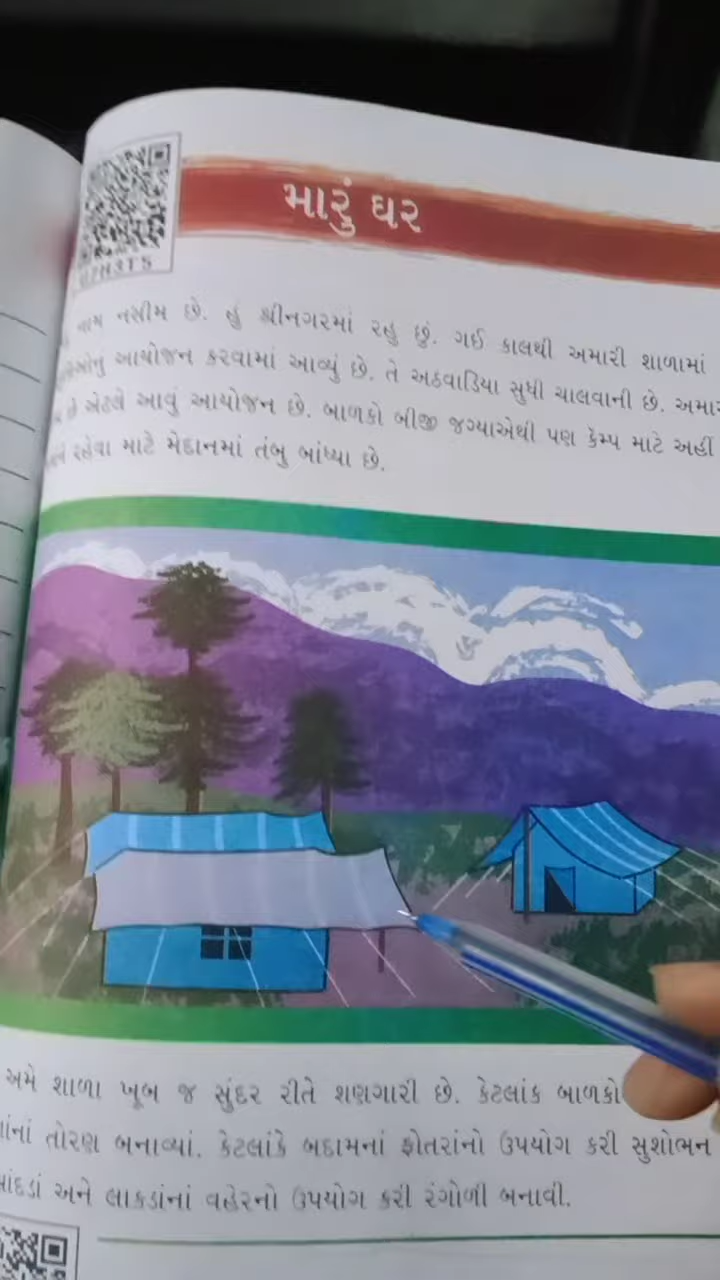 મારું ઘર
નામ નસીમ છે. હું શ્રીનગરમાં રહુ છું. ગઈ કાલથી અમારી શાળામાં
આયોજન કરવામાં આવ્યું છે. તે અઠવાડિયા સુધી ચાલવાની છે.
છે એટલે આવું આયોજન છે. બાળકો બીજી જગ્યાએથી પણ કેમ્પ માટે અહીં
રહેવા માટે મેદાનમાં તંબુ બાંધ્યા છે.
અમે શાળા ખૂબ જ સુંદર રીતે શણગારી છે. કેટલાંક બાળકો
તોરણ બનાવ્યાં. કેટલાંકે બદામનાં ફોતરાંનો ઉપયોગ કરી સુશોભન
અને લાકડાંનાં વહેરનો ઉપયોગ કરી રંગોળી બનાવી.